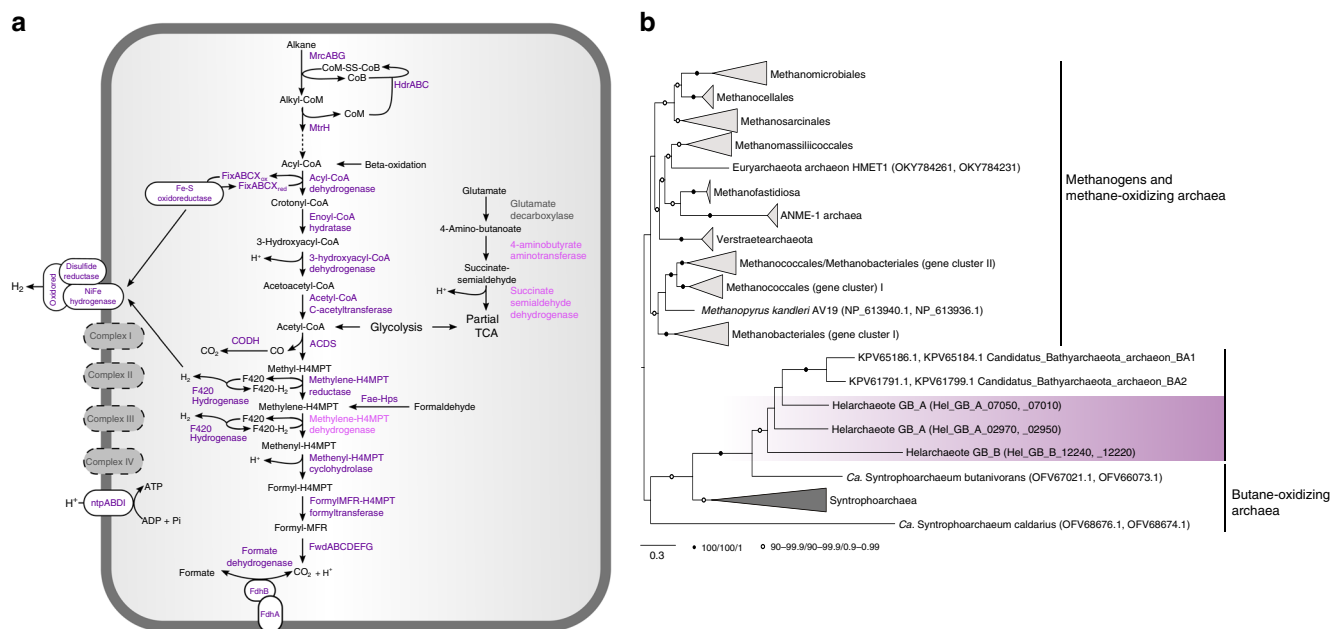 a
Alkane
MrcABG
CoM-SS-CoB
CoB
HdrABC
Alkyl-CoM
CoM
MtrH
Acyl-CoA
Beta-oxidation
FixABCXox
FixABCXred
Acyl-CoA
dehydrogenase
Fe-S
oxidoreductase
Crotonyl-CoA
Enoyl-CoA
hydratase
3-Hydroxyacyl-CoA
H+
3-hydroxyacyl-CoA
dehydrogenase
Acetoacetyl-CoA
Acetyl-CoA
C-acetyltransferase
Acetyl-CoA
Glycolysis
Partial
TCA
Glutamate
Glutamate
decarboxylase
4-Amino-butanoate
4-aminobutyrate
aminotransferase
Succinate-
semialdehyde
H+
Succinate
semialdehyde
dehydrogenase
H2
Oxidored
Disulfide
reductase
NiFe
hydrogenase
Complex I
Complex II
Complex III
Complex IV
H+
ntpABDI
ATP
ADP + Pi
CODH
CO2
CO
ACDS
Methyl-H4MPT
H2
F420
F420-H2
F420
Hydrogenase
Methylene-H4MPT
reductase
Methylene-H4MPT
Fae-Hps
Formaldehyde
H2
F420
F420-H2
F420
Hydrogenase
Methylene-H4MPT
dehydrogenase
Methenyl-H4MPT
H+
Methenyl-H4MPT
cyclohydrolase
Formyl-H4MPT
FormylMFR-H4MPT
formyltransferase
Formyl-MFR
FwdABCDEFG
Formate
dehydrogenase
Formate
CO2 + H+
FdhB
FdhA
b
Methanomicrobiales
Methanocellales
Methanosarcinales
Methanomassiliicoccales
Euryarchaeota archaeon HMET1 (OKY784261, OKY784231)
Methanofastidiosa
ANME-1 archaea
Verstraetearchaeota
Methanococcales/Methanobacteriales (gene cluster II)
Methanococcales (gene cluster) I
Methanopyrus kandleri AV19 (NP_613940.1, NP_613936.1)
Methanobacteriales (gene cluster I)
Methanogens and
methane-oxidizing archaea
KPV65186.1, KPV65184.1 Candidatus_Bathyarchaeota_archaeon_BA1
KPV61791.1, KPV61799.1 Candidatus_Bathyarchaeota_archaeon_BA2
Helarchaeote GB_A (Hel_GB_A_07050, _07010)
Helarchaeote GB_A (Hel_GB_A_02970, _02950)
Helarchaeote GB_B (Hel_GB_B_12240, _12220)
Ca. Syntrophoarchaeum butanivorans (OFV67021.1, OFV66073.1)
Syntrophoarchaea
Ca. Syntrophoarchaeum caldarius (OFV68676.1, OFV68674.1)
Butane-oxidizing
archaea
0.3
100/100/1
90–99.9/90–99.9/0.9–0.99